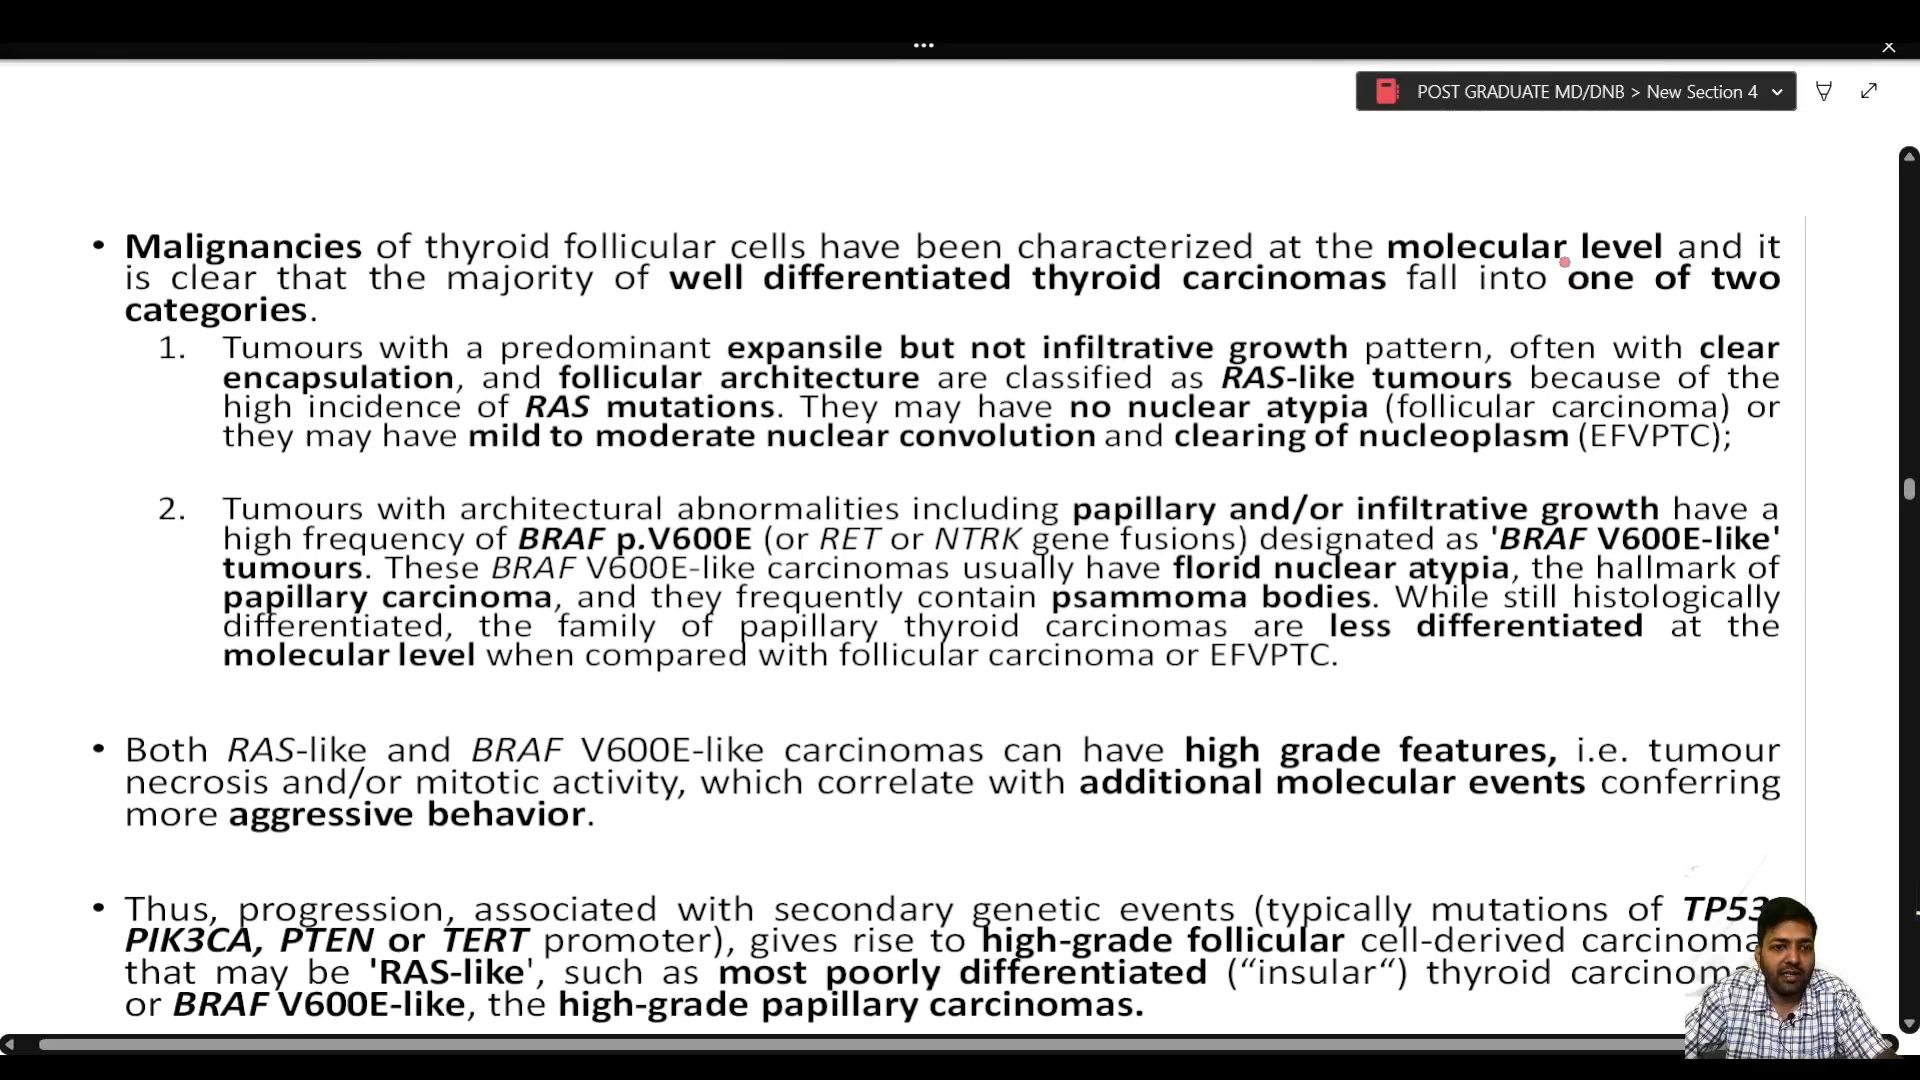 ...
POST GRADUATE MD/DNB > New Section 4
• Malignancies of thyroid follicular cells have been characterized at the molecular level and it
is clear that the majority of well differentiated thyroid carcinomas fall into one of two
categories.
1. Tumours with a predominant expansile but not infiltrative growth pattern, often with clear
encapsulation, and follicular architecture are classified as RAS-like tumours because of the
high incidence of RAS mutations. They may have no nuclear atypia (follicular carcinoma) or
they may have mild to moderate nuclear convolution and clearing of nucleoplasm (EFVPTC);
2. Tumours with architectural abnormalities including papillary and/or infiltrative growth have a
high frequency of BRAF p.V600E (or RET or NTRK gene fusions) designated as 'BRAF V600E-like'
tumours. These BRAF V600E-like carcinomas usually have florid nuclear atypia, the hallmark of
papillary carcinoma, and they frequently contain psammoma bodies. While still histologically
differentiated, the family of papillary thyroid carcinomas are less differentiated at the
molecular level when compared with follicular carcinoma or EFVPTC.
• Both RAS-like and BRAF V600E-like carcinomas can have high grade features, i.e. tumour
necrosis and/or mitotic activity, which correlate with additional molecular events conferring
more aggressive behavior.
• Thus, progression, associated with secondary genetic events (typically mutations of TP53
PIK3CA, PTEN or TERT promoter), gives rise to high-grade follicular cell-derived carcinoma
that may be 'RAS-like', such as most poorly differentiated (“insular“) thyroid
or BRAF V600E-like, the high-grade papillary carcinomas.